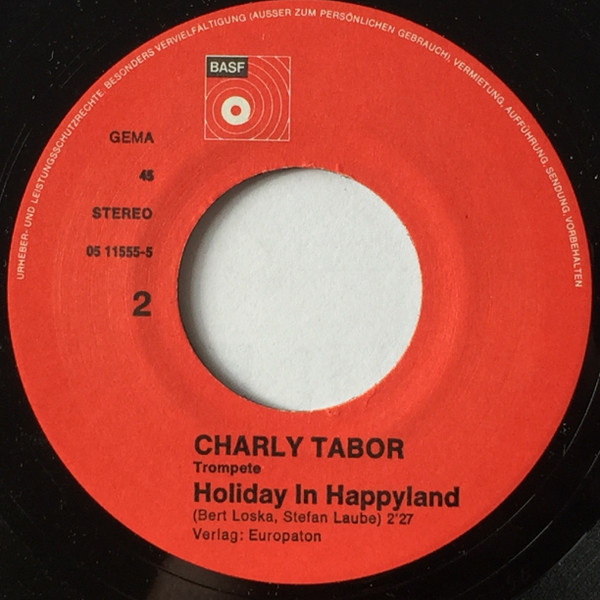 URHEBER- UND LEISTUNGSSCHUTZRECHTE, BESONDERS VERVIELFÄLTIGUNG (AUSSER ZUM PERSÖNLICHEN GEBRAUCH), VERMIETUNG, AUFFÜHRUNG, SENDUNG, VORBEHALTEN
BASF
GEMA
45
STEREO
05 11555-5
2
CHARLY TABOR
Trompete
Holiday In Happyland
(Bert Loska, Stefan Laube) 2'27
Verlag: Europaton